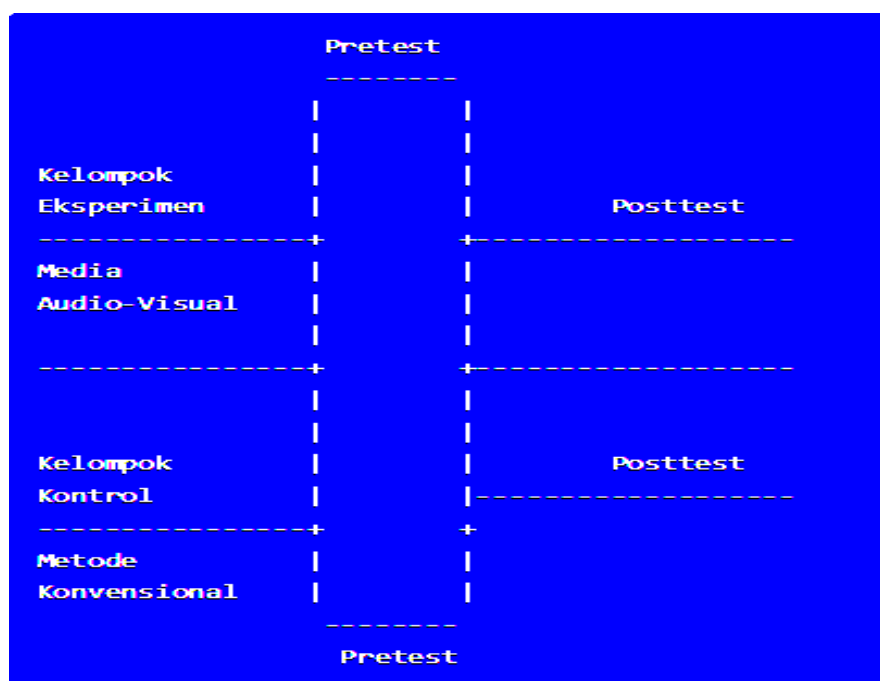 Pretest
Kelompok
Eksperimen Posttest
Media
Audio-Visual
Kelompok Posttest
Kontrol
Metode
Konvensional
Pretest